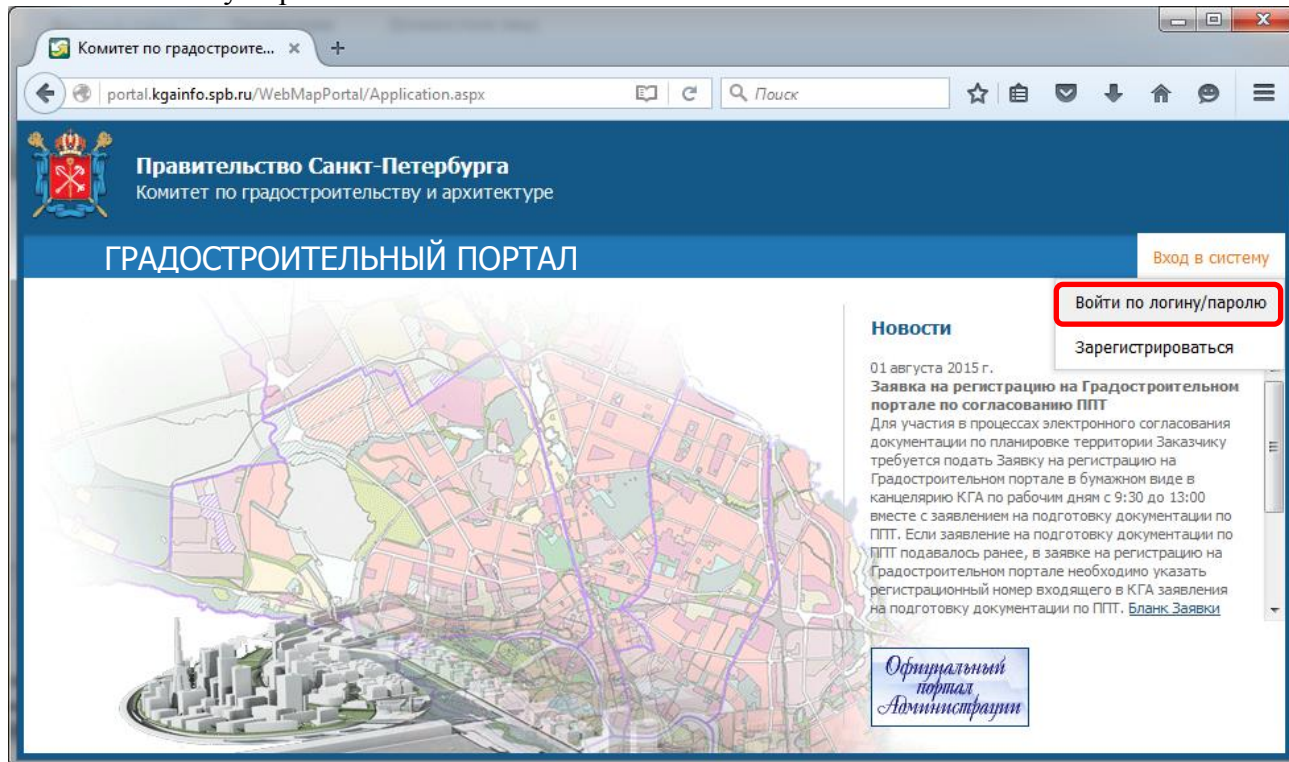 Комитет по градостроите...
portal.kgainfo.spb.ru/WebMapPortal/Application.aspx
Поиск
Правительство Санкт-Петербурга
Комитет по градостроительству и архитектуре
ГРАДОСТРОИТЕЛЬНЫЙ ПОРТАЛ
Вход в систему
Войти по логину/паролю
Зарегистрироваться
Новости
01 августа 2015 г.
Заявка на регистрацию на Градостроительном
портале по согласованию ППТ
Для участия в процессах электронного согласования
документации по планировке территории Заказчику
требуется подать Заявку на регистрацию на
Градостроительном портале в бумажном виде в
канцелярию КГА по рабочим дням с 9:30 до 13:00
вместе с заявлением на подготовку документации по
ППТ. Если заявление на подготовку документации по
ППТ подавалось ранее, в заявке на регистрацию на
Градостроительном портале необходимо указать
регистрационный номер входящего в КГА заявления
на подготовку документации по ППТ. Бланк Заявки
Официальный
портал
Администрации